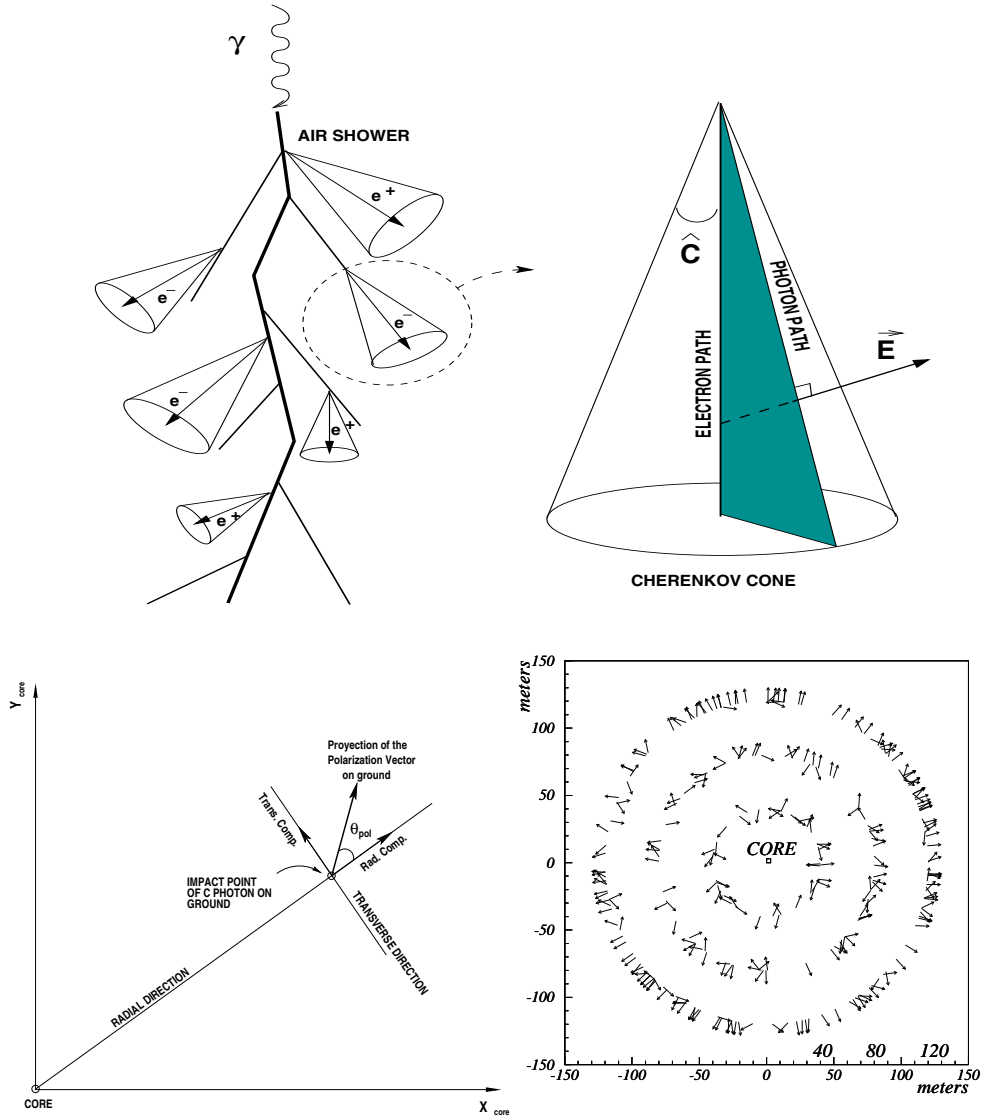 γ
AIR SHOWER
e +
e −
e −
e −
e +
e +
Ĉ
ELECTRON PATH
PHOTON PATH
E
CHERENKOV CONE
Y core
Proyection of the
Polarization Vector
on ground
Trans. Comp.
θpol
Rad. Comp.
IMPACT POINT
OF C PHOTON ON
GROUND
TRANSVERSE DIRECTION
RADIAL DIRECTION
CORE
X core
meters
150
100
50
0
-50
-100
-150
CORE
40 80 120
-150 -100 -50 0 50 100 150
meters